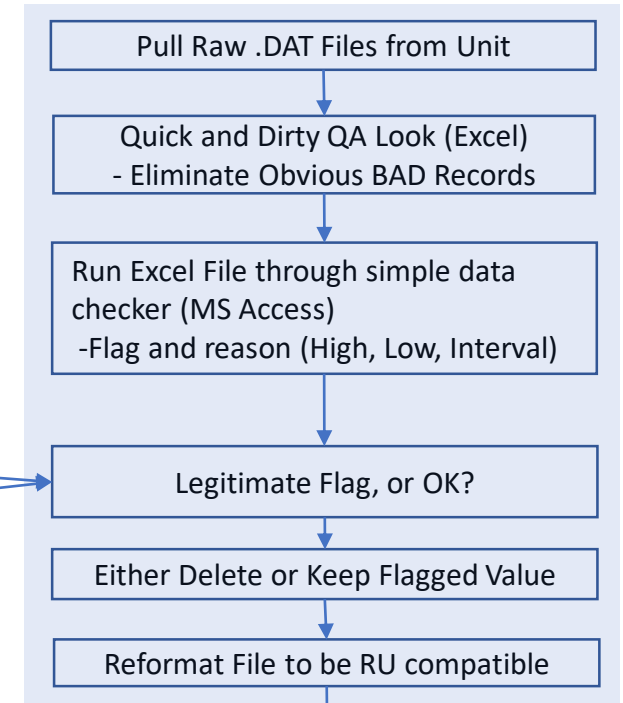 Pull Raw .DAT Files from Unit
Quick and Dirty QA Look (Excel)
- Eliminate Obvious BAD Records
Run Excel File through simple data
checker (MS Access)
-Flag and reason (High, Low, Interval)
Legitimate Flag, or OK?
Either Delete or Keep Flagged Value
Reformat File to be RU compatible